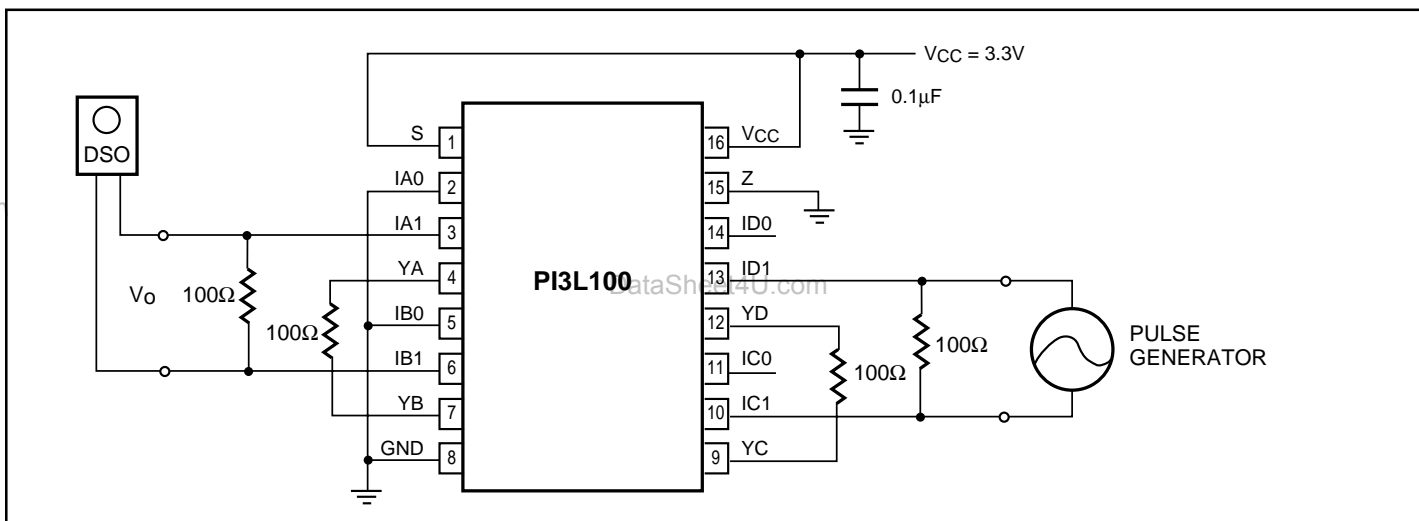 VCC = 3.3V
0.1µF
DSO
S
1
16
VCC
IA0
2
15
Z
IA1
3
14
ID0
YA
4
13
ID1
PI3L100
DataSheet4U.com
Vo
100Ω
100Ω
IB0
5
12
YD
IB1
6
11
IC0
YB
7
10
IC1
GND
8
9
YC
100Ω
100Ω
PULSE
GENERATOR